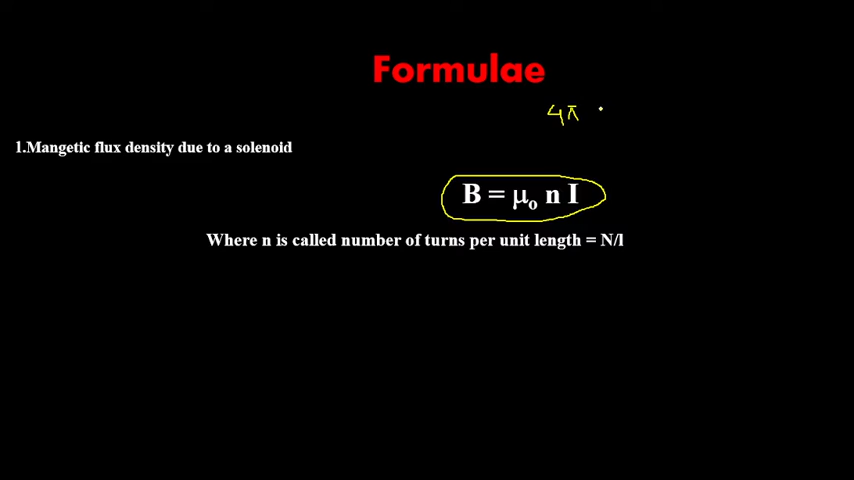 Formulae
4π
1.Mangetic flux density due to a solenoid
B = μₒ n I
Where n is called number of turns per unit length = N/l